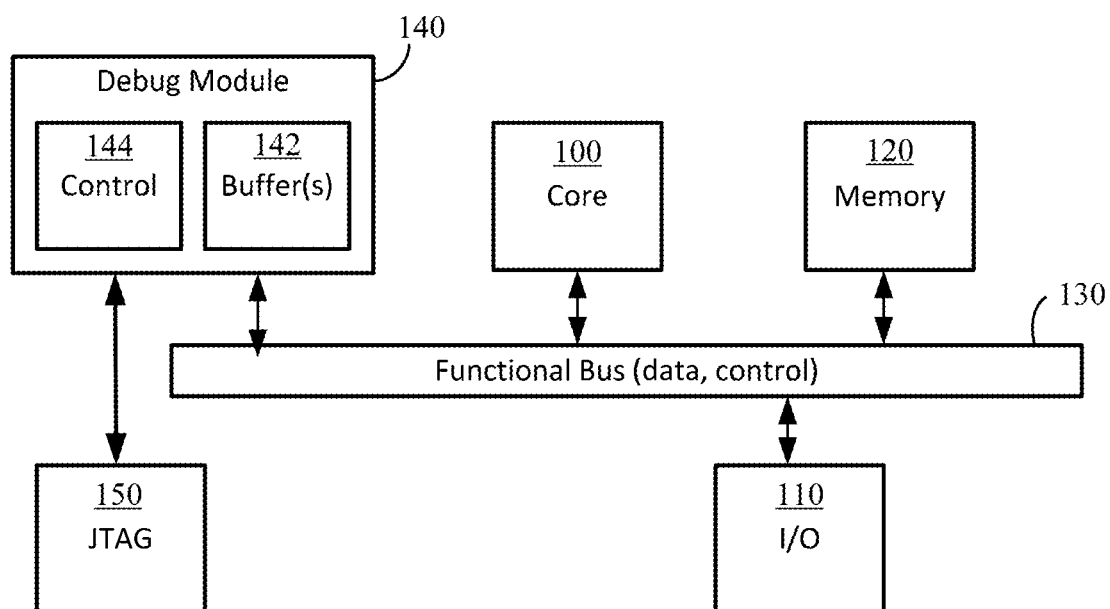 140
Debug Module
144
Control
142
Buffer(s)
100
Core
120
Memory
130
Functional Bus (data, control)
150
JTAG
110
I/O